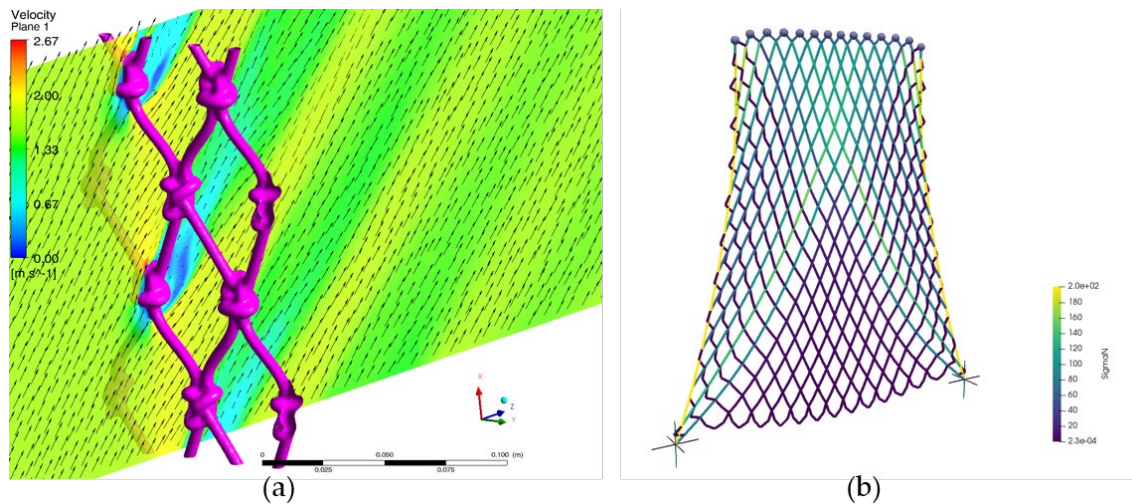 Velocity
Plane 1
2.67
2.00
1.33
0.67
0.00
[m s^-1]
X
Z
Y
0 0.050 0.100 (m)
0.025 0.075
(a)
2.0e+02
180
160
140
120
100
80
60
40
20
2.3e-04
SigmaN
(b)